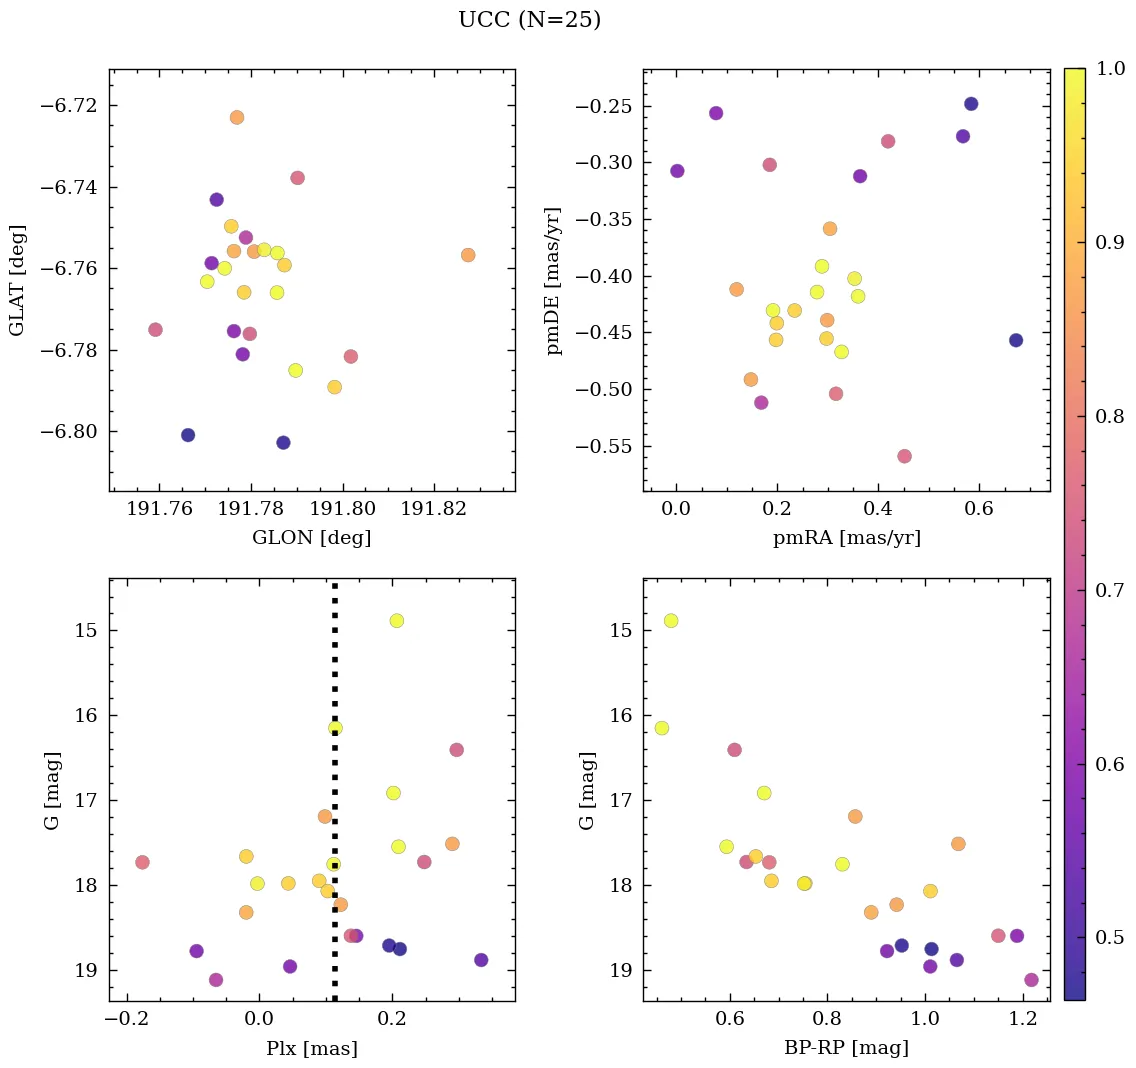 UCC (N=25)
−6.72
−6.74
−6.76
−6.78
−6.80
GLAT [deg]
191.76 191.78 191.80 191.82
GLON [deg]
−0.25
−0.30
−0.35
−0.40
−0.45
−0.50
−0.55
pmDE [mas/yr]
0.0 0.2 0.4 0.6
pmRA [mas/yr]
15
16
17
18
19
G [mag]
−0.2 0.0 0.2
Plx [mas]
15
16
17
18
19
G [mag]
0.6 0.8 1.0 1.2
BP-RP [mag]
1.0
0.9
0.8
0.7
0.6
0.5